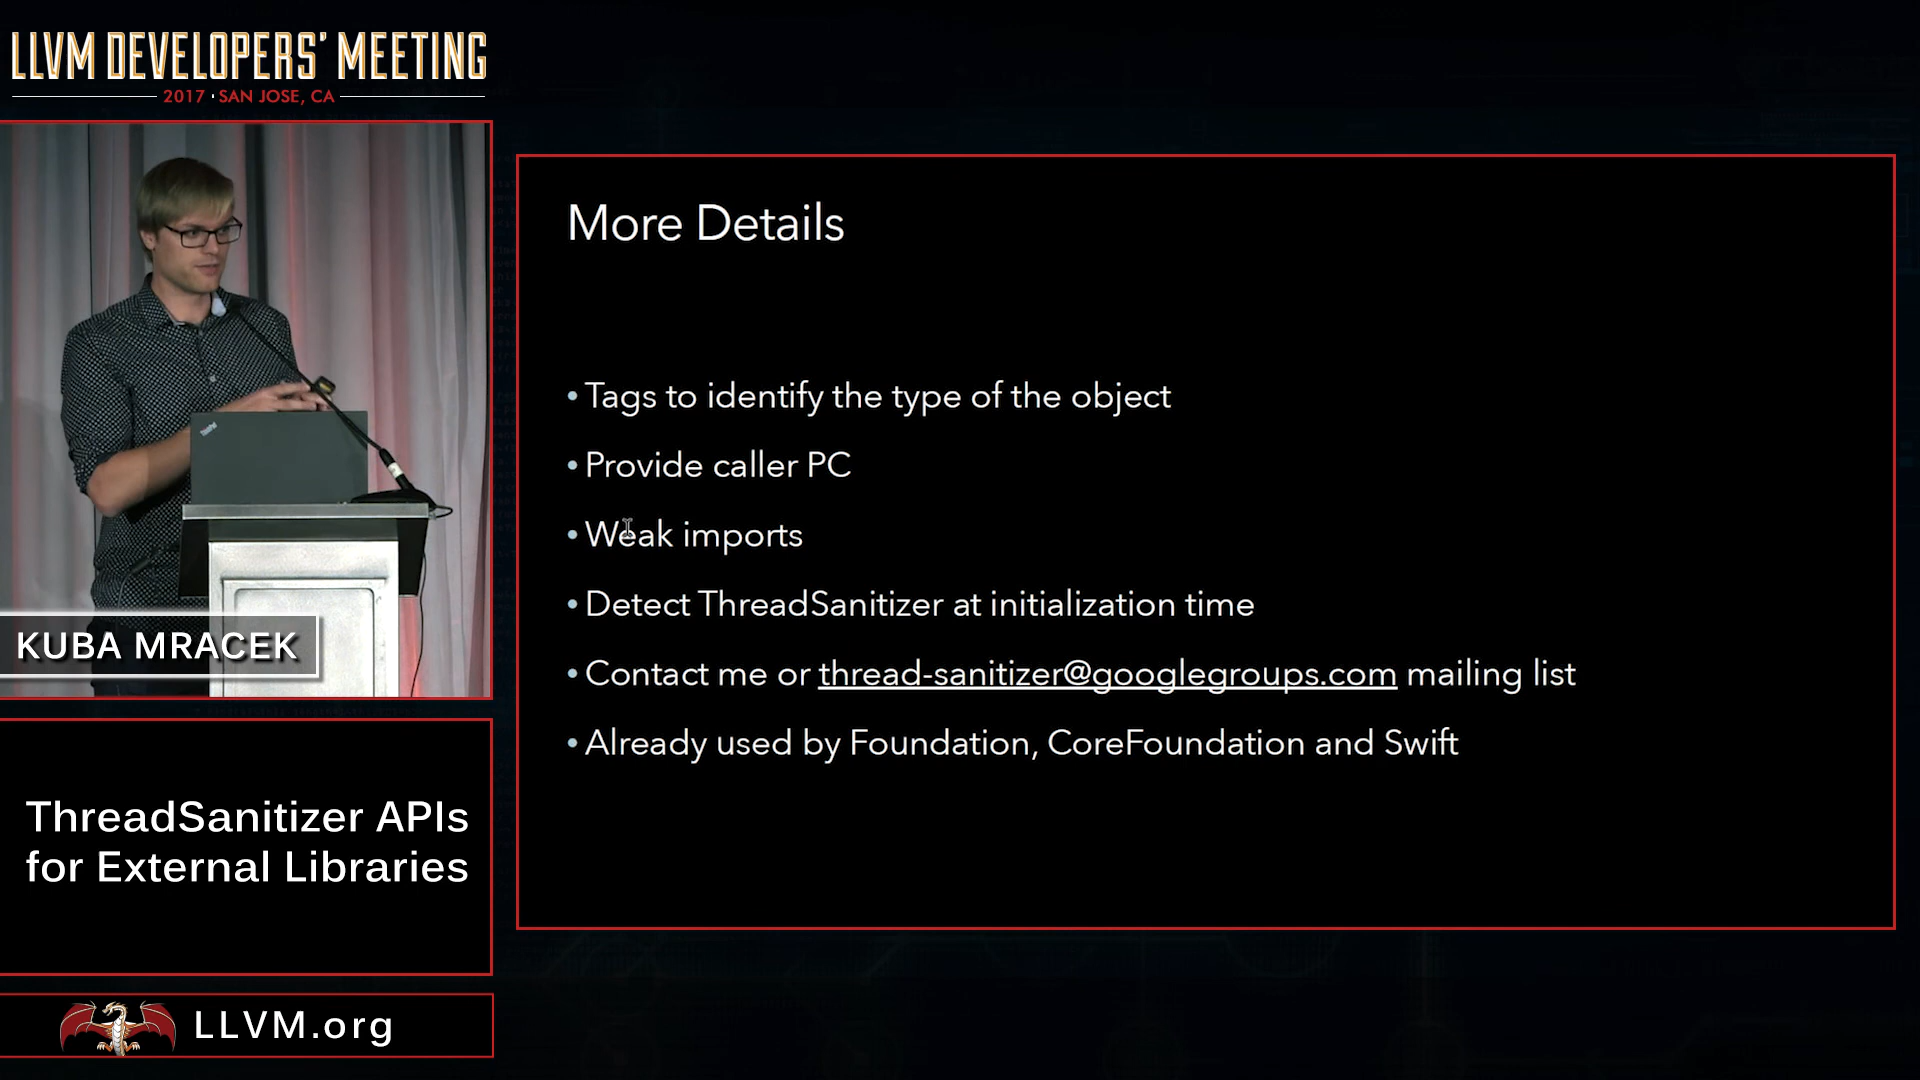 LLVM DEVELOPERS' MEETING
2017 · SAN JOSE, CA
KUBA MRACEK
ThreadSanitizer APIs
for External Libraries
LLVM.org
More Details
• Tags to identify the type of the object
• Provide caller PC
• Weak imports
• Detect ThreadSanitizer at initialization time
• Contact me or thread-sanitizer@googlegroups.com mailing list
• Already used by Foundation, CoreFoundation and Swift